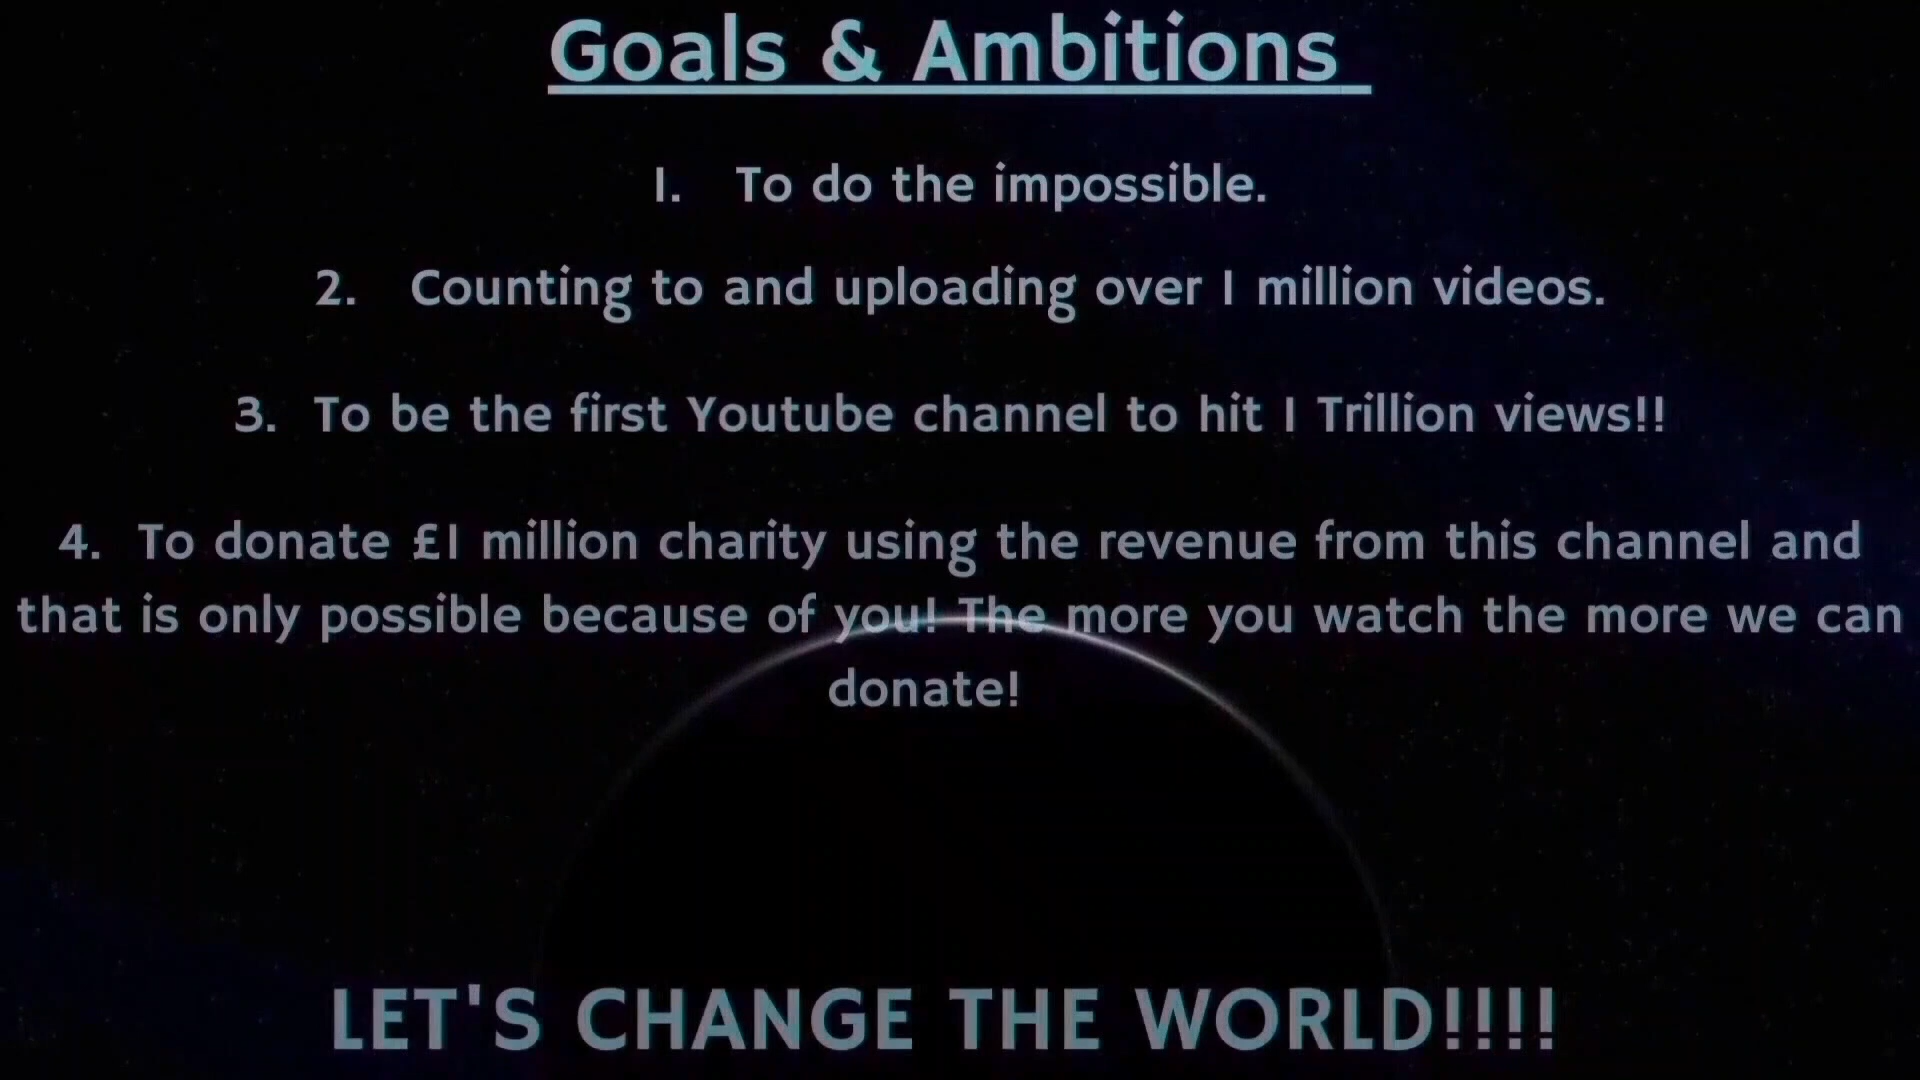 Goals & Ambitions
1. To do the impossible.
2. Counting to and uploading over 1 million videos.
3. To be the first Youtube channel to hit 1 Trillion views!!
4. To donate £1 million charity using the revenue from this channel and
that is only possible because of you! The more you watch the more we can
donate!
LET'S CHANGE THE WORLD!!!!